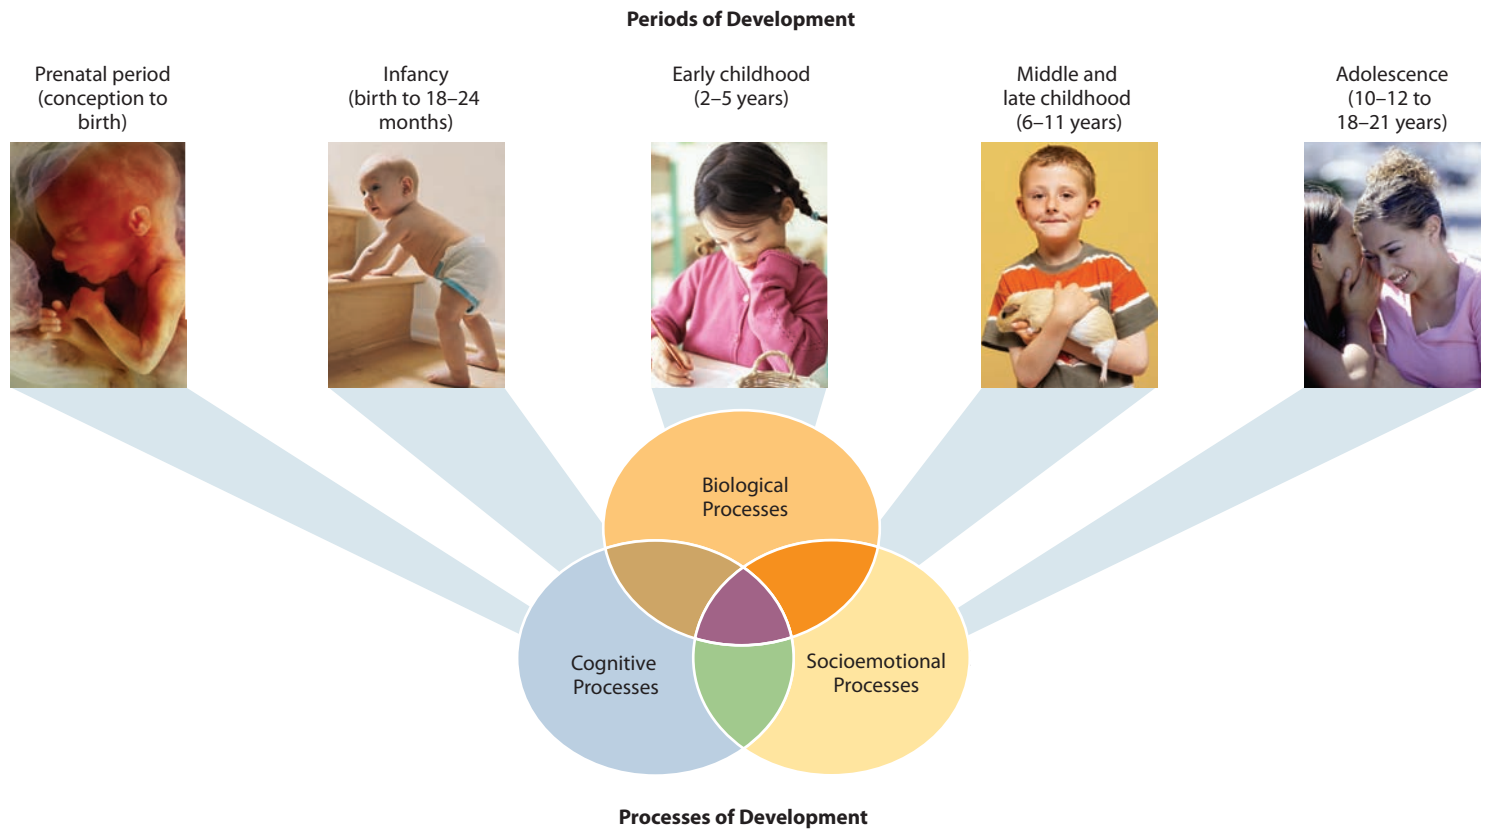 Periods of Development
Prenatal period
(conception to
birth)
Infancy
(birth to 18–24
months)
Early childhood
(2–5 years)
Middle and
late childhood
(6–11 years)
Adolescence
(10–12 to
18–21 years)
Biological
Processes
Cognitive
Processes
Socioemotional
Processes
Processes of Development